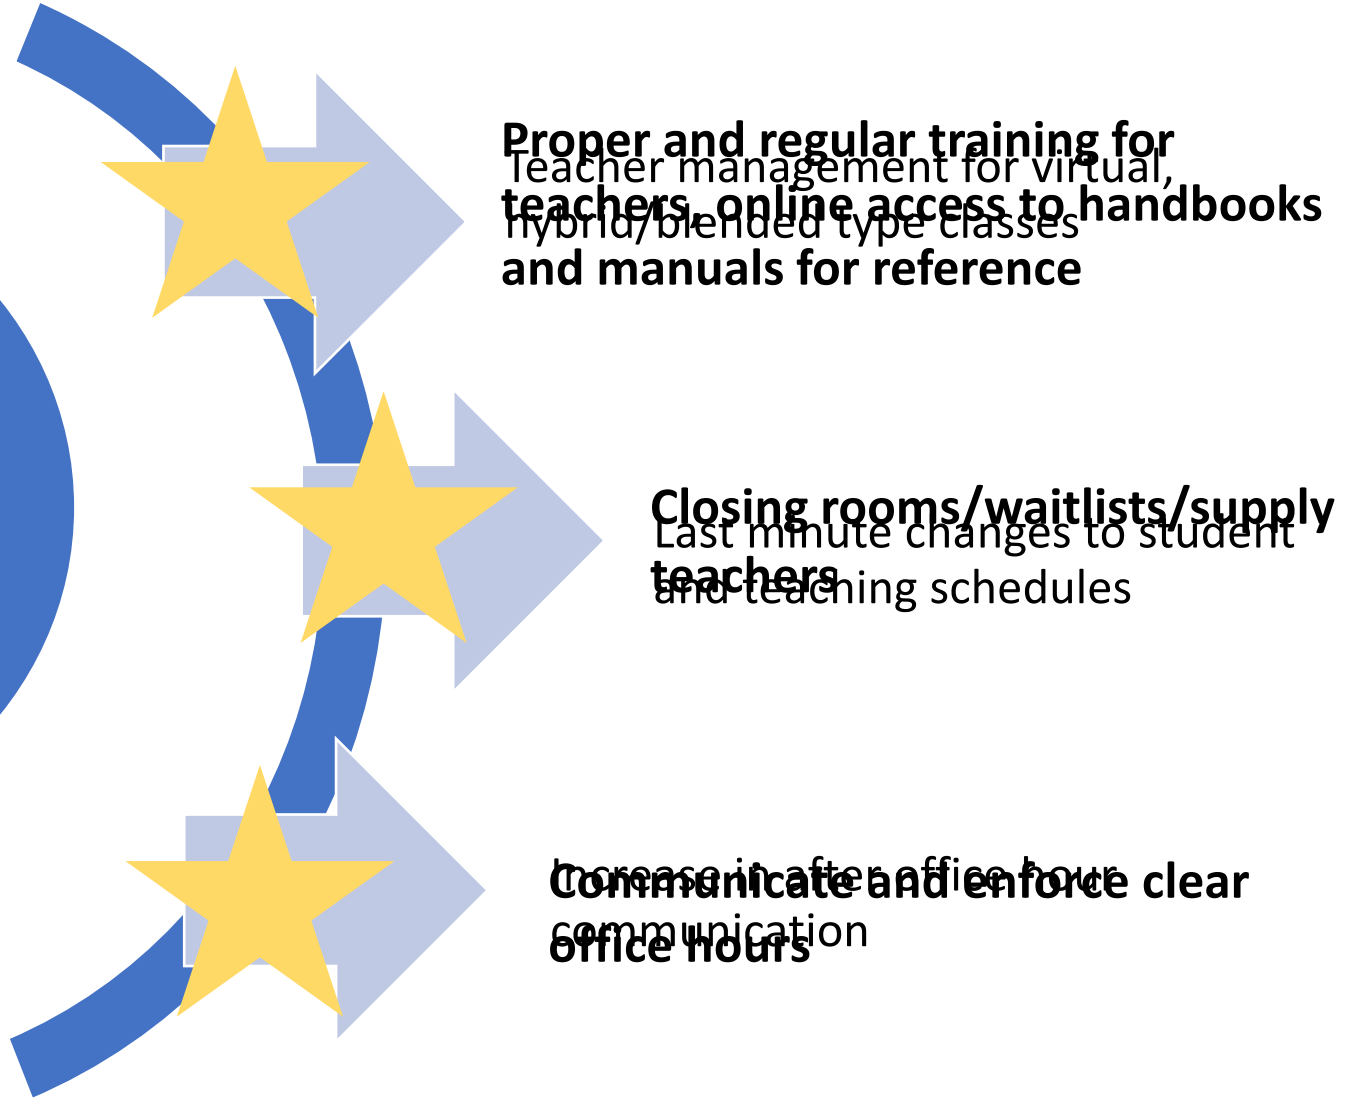 Proper and regular training for
teachers, online access to handbooks
and manuals for reference
Teacher management for virtual,
hybrid/blended type classes
Closing rooms/waitlists/supply
teachers
Last minute changes to student
and teaching schedules
Communicate and enforce clear
office hours
Increase in after office hour
communication